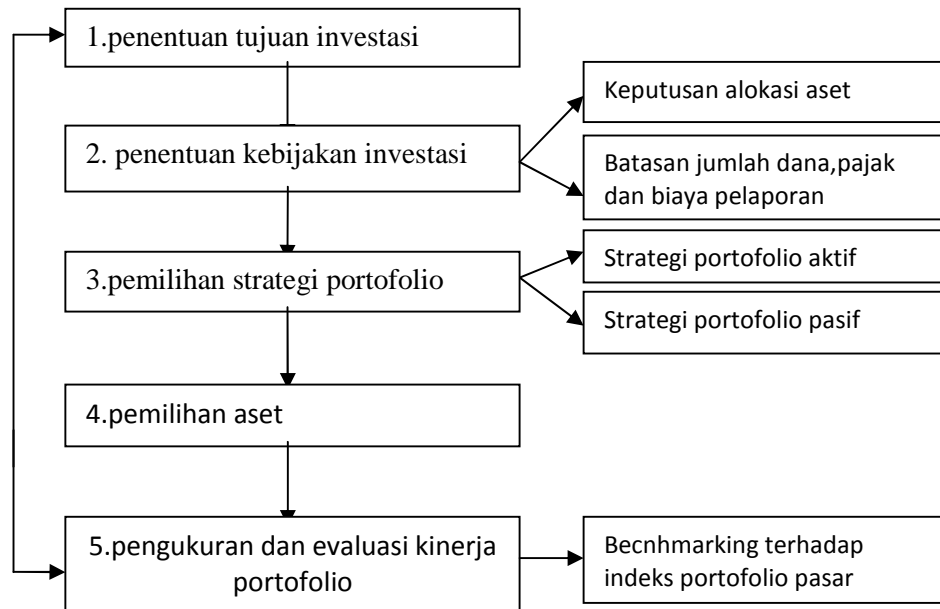 1.penentuan tujuan investasi
Keputusan alokasi aset
2. penentuan kebijakan investasi
Batasan jumlah dana,pajak
dan biaya pelaporan
3.pemilihan strategi portofolio
Strategi portofolio aktif
Strategi portofolio pasif
4.pemilihan aset
5.pengukuran dan evaluasi kinerja
portofolio
Becnhmarking terhadap
indeks portofolio pasar